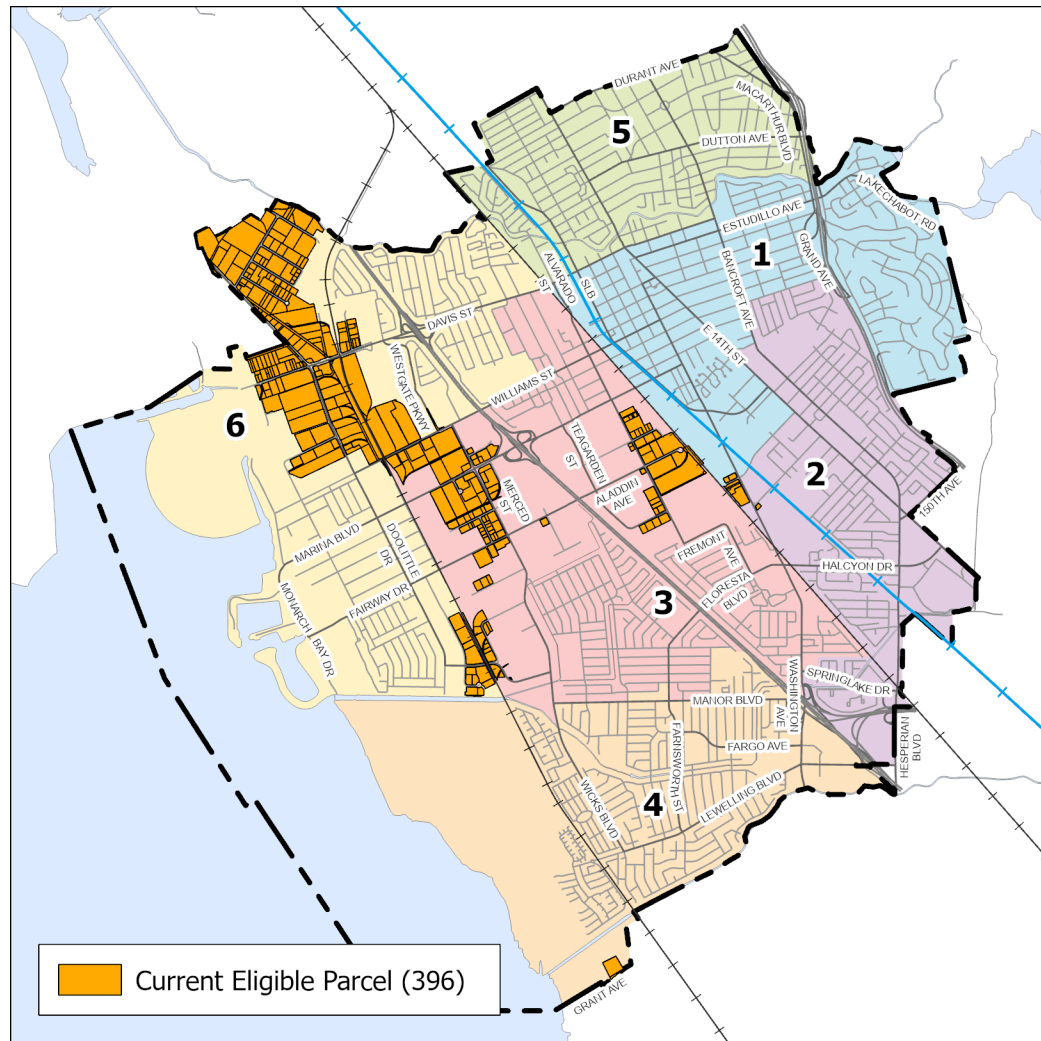 DURANT AVE
MACARTHUR BLVD
5
DUTTON AVE
LAKE CHABOT RD
ESTUDILLO AVE
1
GRAND AVE
BANCROFT AVE
ALVARADO
ST
SLB
E 14TH ST
DAVIS ST
WESTGATE PKWY
WILLIAMS ST
6
TEAGARDEN
ST
2
MERCED
ST
ALADDIN
AVE
150TH AVE
MARINA BLVD
DOOLITTLE
DR
FREMONT
AVE
HALCYON DR
FAIRWAY DR
FLORESTA
BLVD
3
MONARCH
BAY DR
WASHINGTON
AVE
SPRINGLAKE DR
MANOR BLVD
FARGO AVE
HESPERIAN
BLVD
FARNSWORTH ST
WICKS BLVD
4
LEWELLING BLVD
Current Eligible Parcel (396)
GRANT AVE